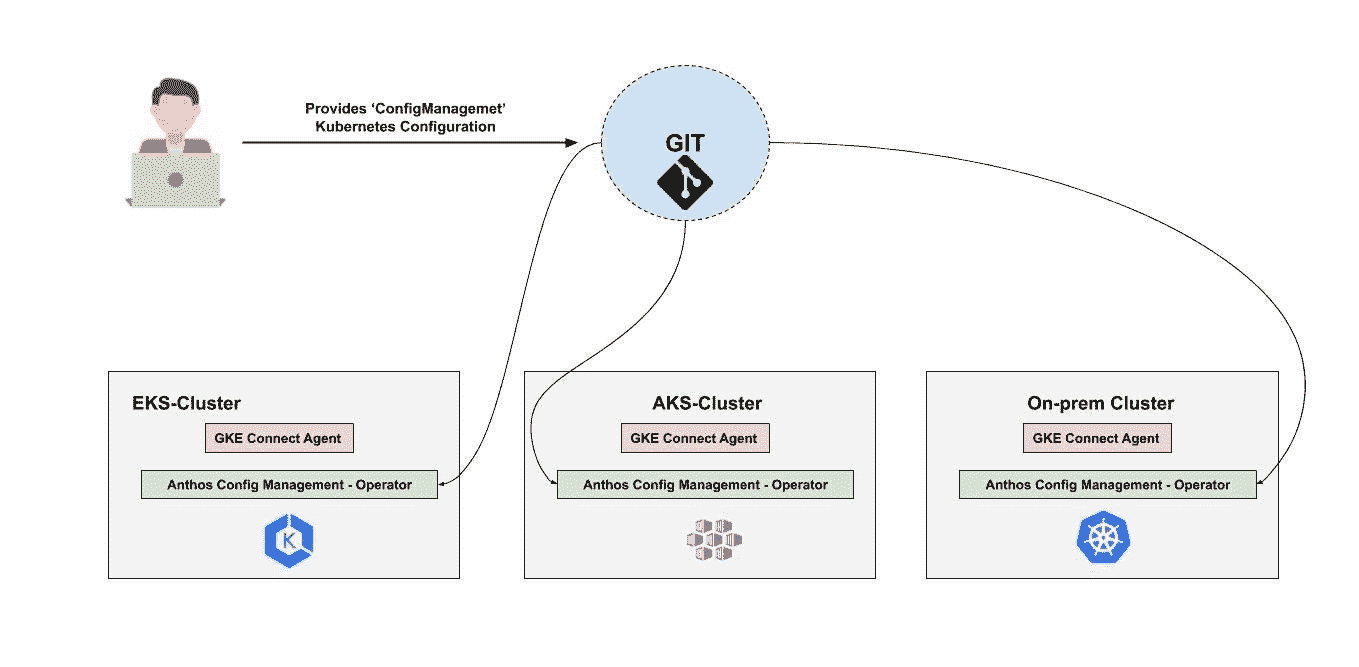 Provides ‘ConfigManagemet’
Kubernetes Configuration
GIT
EKS-Cluster
GKE Connect Agent
Anthos Config Management - Operator
K
AKS-Cluster
GKE Connect Agent
Anthos Config Management - Operator
On-prem Cluster
GKE Connect Agent
Anthos Config Management - Operator